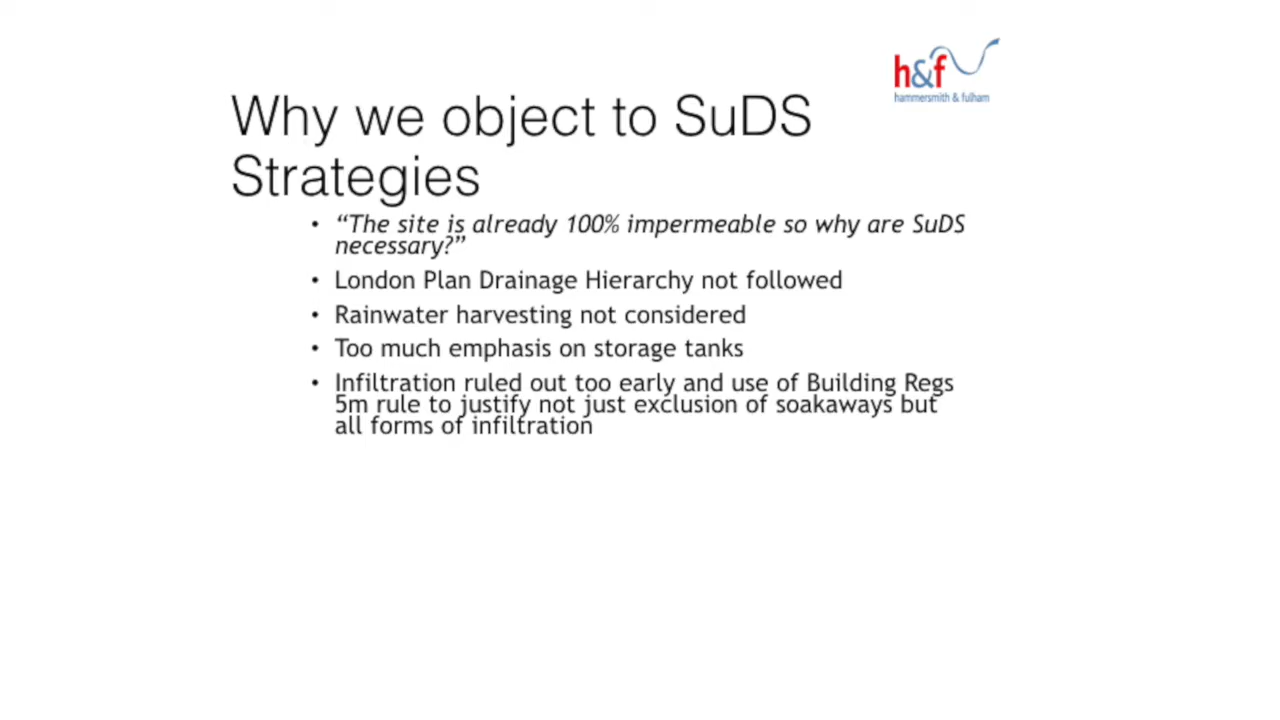 h&f
hammersmith & fulham
Why we object to SuDS
Strategies
• “The site is already 100% impermeable so why are SuDS
necessary?”
• London Plan Drainage Hierarchy not followed
• Rainwater harvesting not considered
• Too much emphasis on storage tanks
• Infiltration ruled out too early and use of Building Regs
5m rule to justify not just exclusion of soakaways but
all forms of infiltration